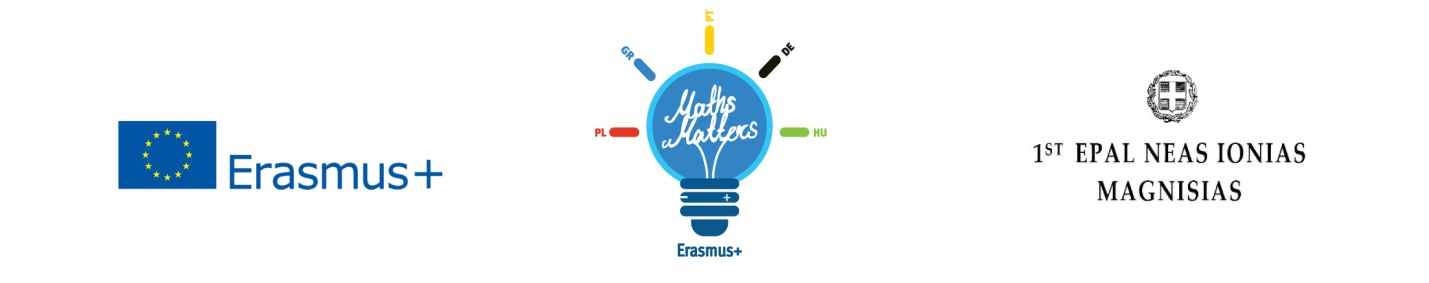 Erasmus+
PL
GR
PT
DE
HU
Maths
Matters
- +
Erasmus+
1ST EPAL NEAS IONIAS
MAGNISIAS